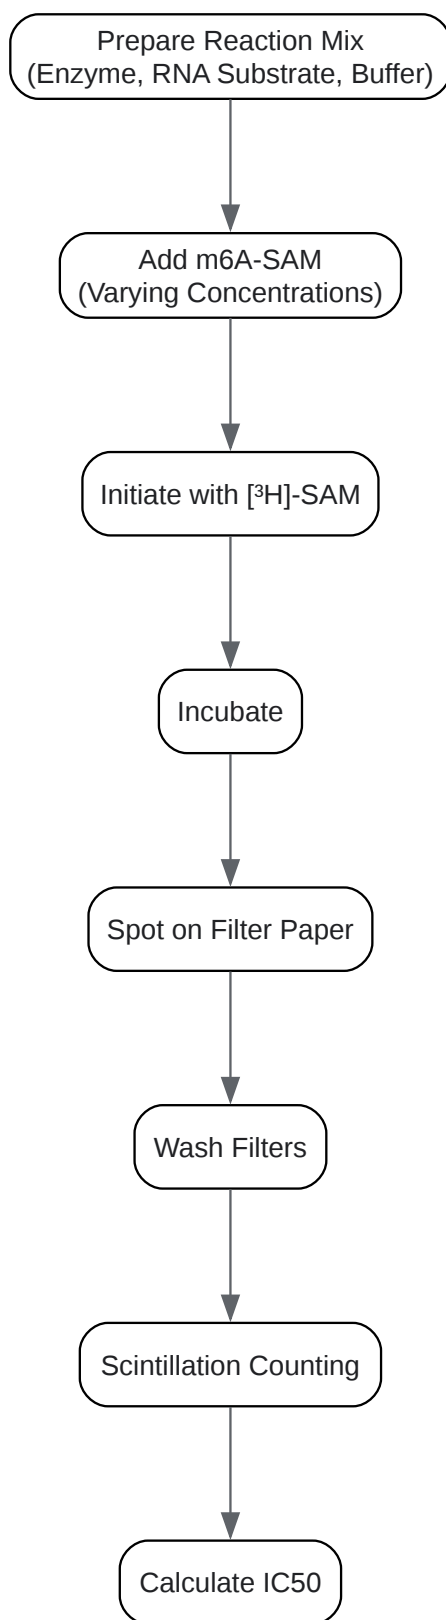 Prepare Reaction Mix
(Enzyme, RNA Substrate, Buffer)
Add m6A-SAM
(Varying Concentrations)
Initiate with [³H]-SAM
Incubate
Spot on Filter Paper
Wash Filters
Scintillation Counting
Calculate IC50